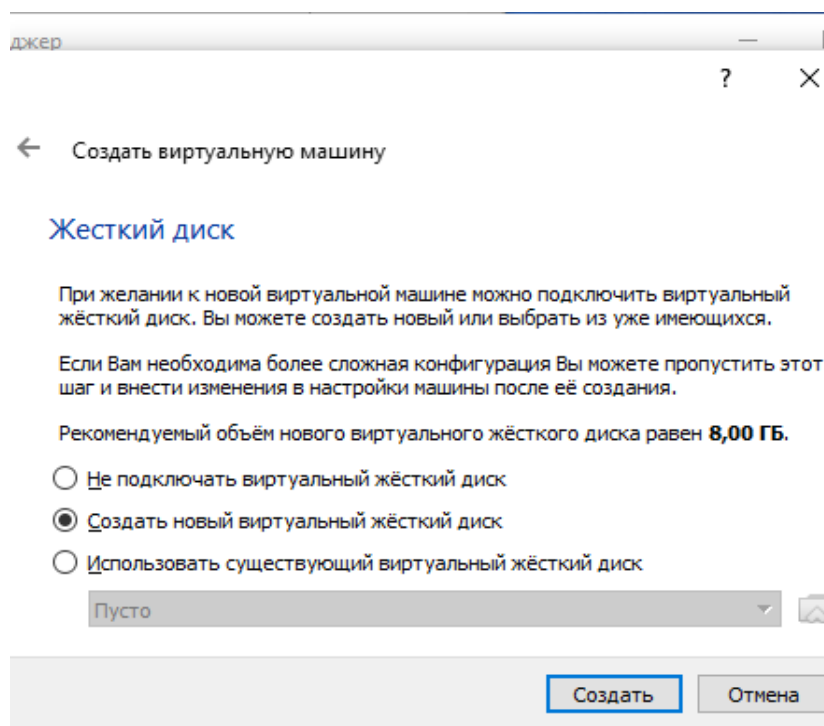 джер
?
Создать виртуальную машину
Жесткий диск
При желании к новой виртуальной машине можно подключить виртуальный
жёсткий диск. Вы можете создать новый или выбрать из уже имеющихся.
Если Вам необходима более сложная конфигурация Вы можете пропустить этот
шаг и внести изменения в настройки машины после её создания.
Рекомендуемый объём нового виртуального жёсткого диска равен 8,00 ГБ.
Не подключать виртуальный жёсткий диск
Создать новый виртуальный жёсткий диск
Использовать существующий виртуальный жёсткий диск
Пусто
Создать Отмена